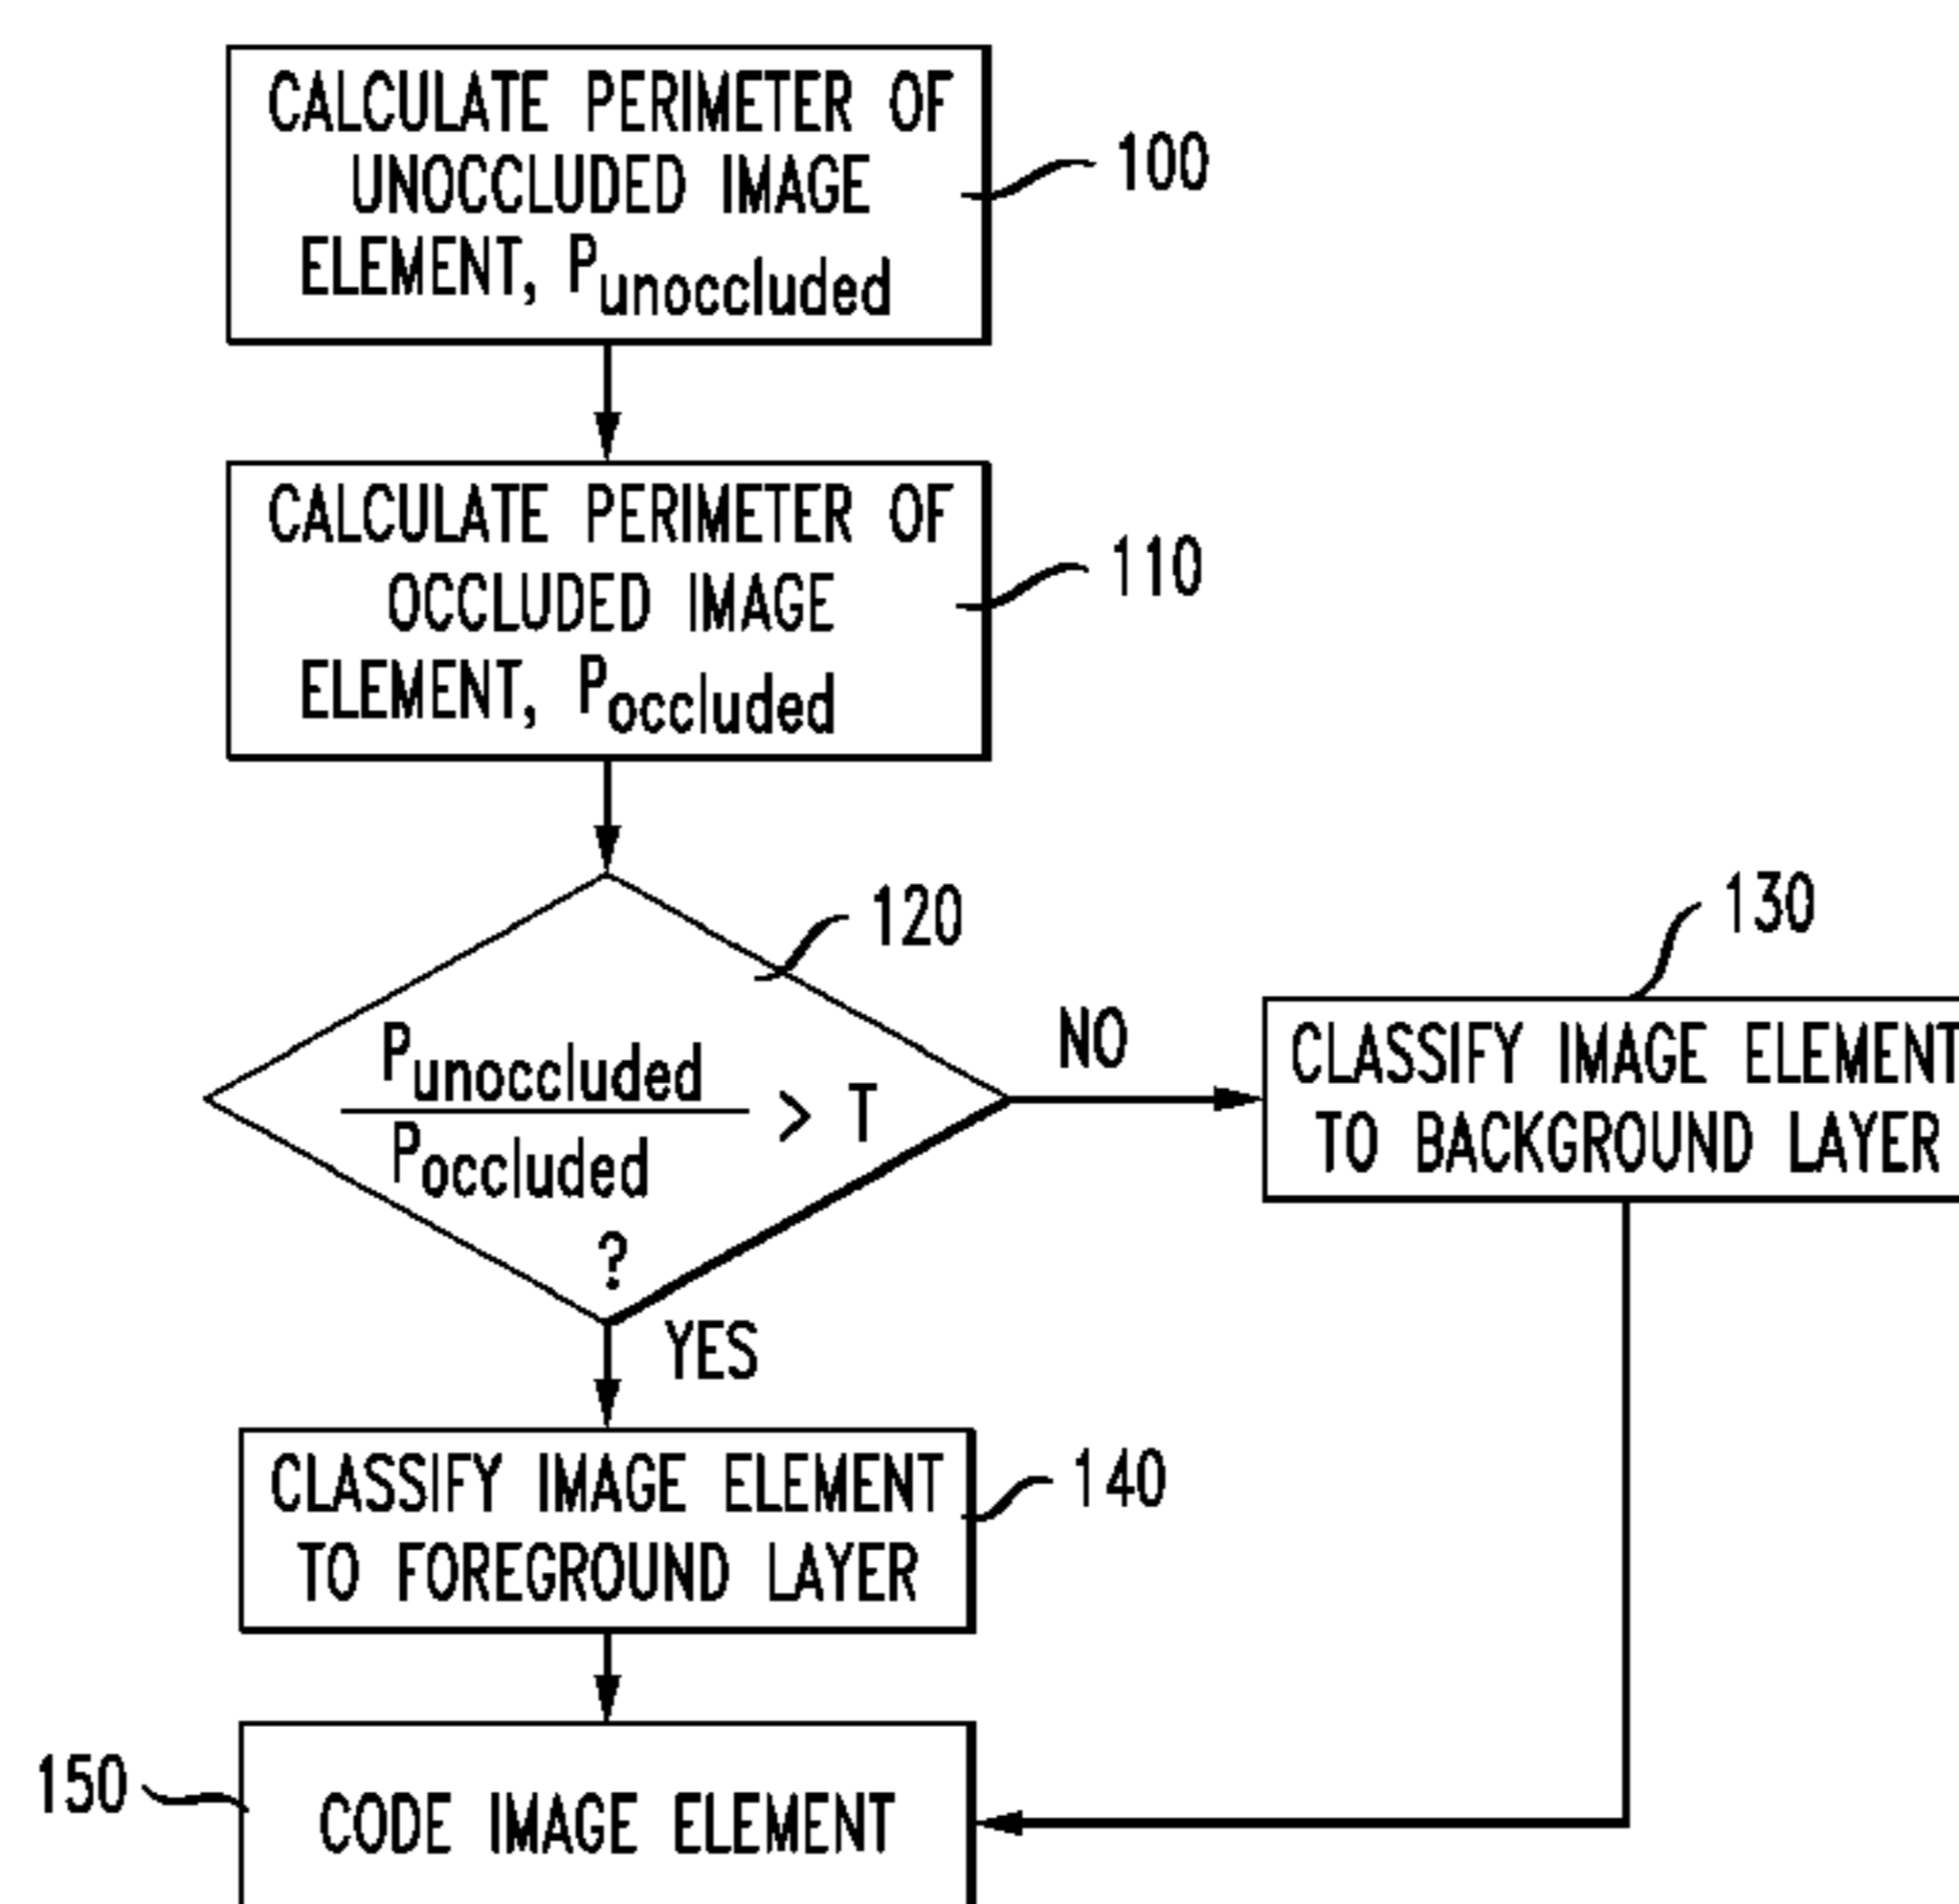 CALCULATE PERIMETER OF
UNOCCLUDED IMAGE
ELEMENT, Punoccluded
100
CALCULATE PERIMETER OF
OCCLUDED IMAGE
ELEMENT, Poccluded
110
120
Punoccluded
Poccluded
> T
?
NO
YES
130
CLASSIFY IMAGE ELEMENT
TO BACKGROUND LAYER
CLASSIFY IMAGE ELEMENT
TO FOREGROUND LAYER
140
150
CODE IMAGE ELEMENT